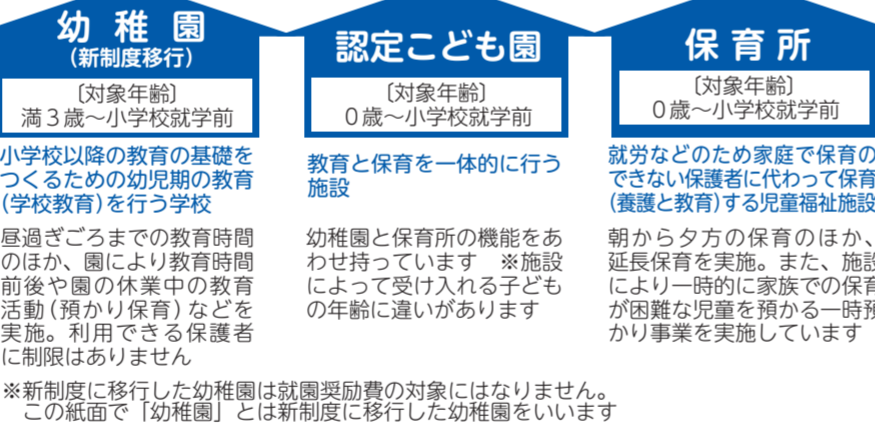 幼稚園
(新制度移行)
〔対象年齢〕
満3歳～小学校就学前
小学校以降の教育の基礎を
つくるための幼児期の教育
(学校教育)を行う学校
昼過ぎごろまでの教育時間
のほか、園により教育時間
前後や園の休業中の教育
活動(預かり保育)などを
実施。利用できる保護者
に制限はありません
認定こども園
〔対象年齢〕
0歳～小学校就学前
教育と保育を一体的に行う
施設
幼稚園と保育所の機能をあ
わせ持っています　※施設
によって受け入れる子ども
の年齢に違いがあります
保育所
〔対象年齢〕
0歳～小学校就学前
就労などのため家庭で保育の
できない保護者に代わって保育
(養護と教育)する児童福祉施設
朝から夕方の保育のほか、
延長保育を実施。また、施設
により一時的に家族での保育
が困難な児童を預かる一時預
かり事業を実施しています
※新制度に移行した幼稚園は就園奨励費の対象にはなりません。
この紙面で「幼稚園」とは新制度に移行した幼稚園をいいます